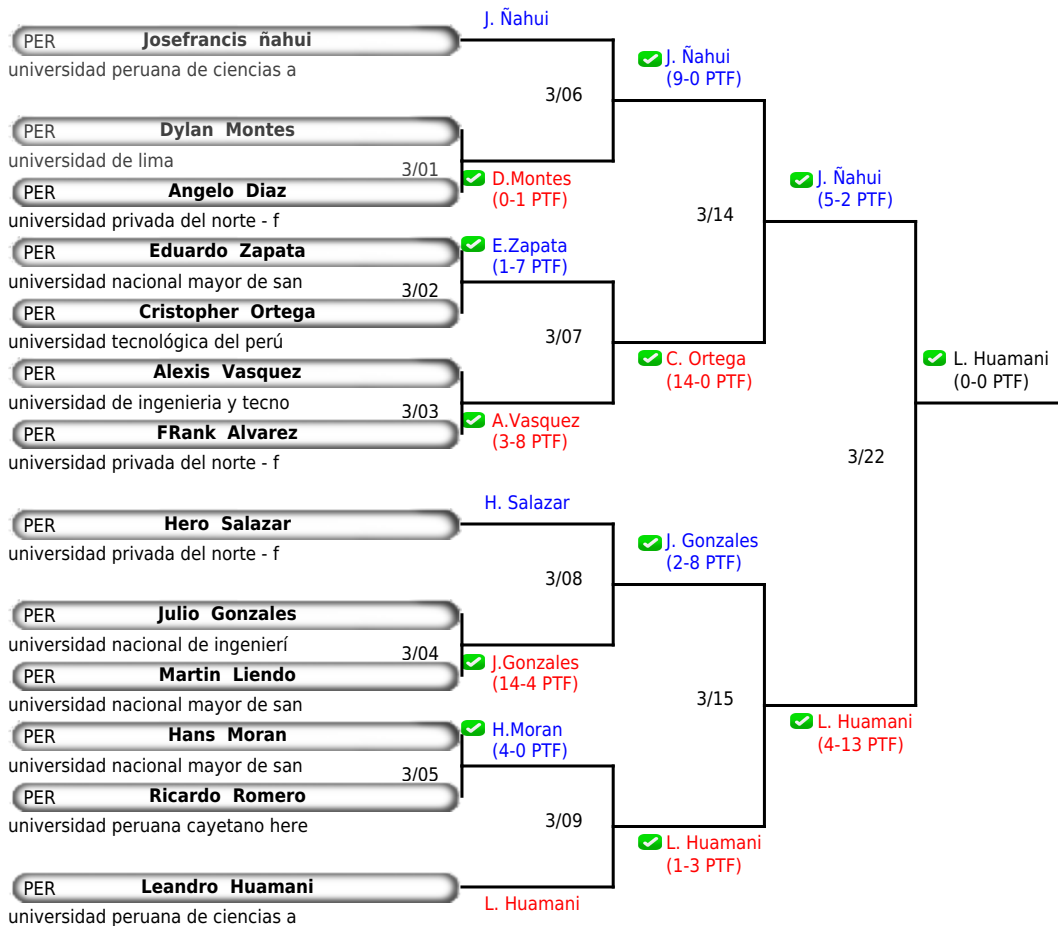 J. Ñahui
PER Josefrancis ñahui
universidad peruana de ciencias a
J. Ñahui
(9-0 PTF)
3/06
PER Dylan Montes
universidad de lima
3/01
D.Montes
(0-1 PTF)
PER Angelo Diaz
universidad privada del norte - f
J. Ñahui
(5-2 PTF)
3/14
PER Eduardo Zapata
universidad nacional mayor de san
E.Zapata
(1-7 PTF)
3/02
PER Cristopher Ortega
universidad tecnológica del perú
3/07
C. Ortega
(14-0 PTF)
PER Alexis Vasquez
universidad de ingenieria y tecno
3/03
A.Vasquez
(3-8 PTF)
PER FRank Alvarez
universidad privada del norte - f
L. Huamani
(0-0 PTF)
3/22
H. Salazar
PER Hero Salazar
universidad privada del norte - f
J. Gonzales
(2-8 PTF)
3/08
PER Julio Gonzales
universidad nacional de ingenierí
3/04
J.Gonzales
(14-4 PTF)
PER Martin Liendo
universidad nacional mayor de san
3/15
L. Huamani
(4-13 PTF)
PER Hans Moran
universidad nacional mayor de san
H.Moran
(4-0 PTF)
3/05
PER Ricardo Romero
universidad peruana cayetano here
3/09
L. Huamani
(1-3 PTF)
PER Leandro Huamani
universidad peruana de ciencias a
L. Huamani